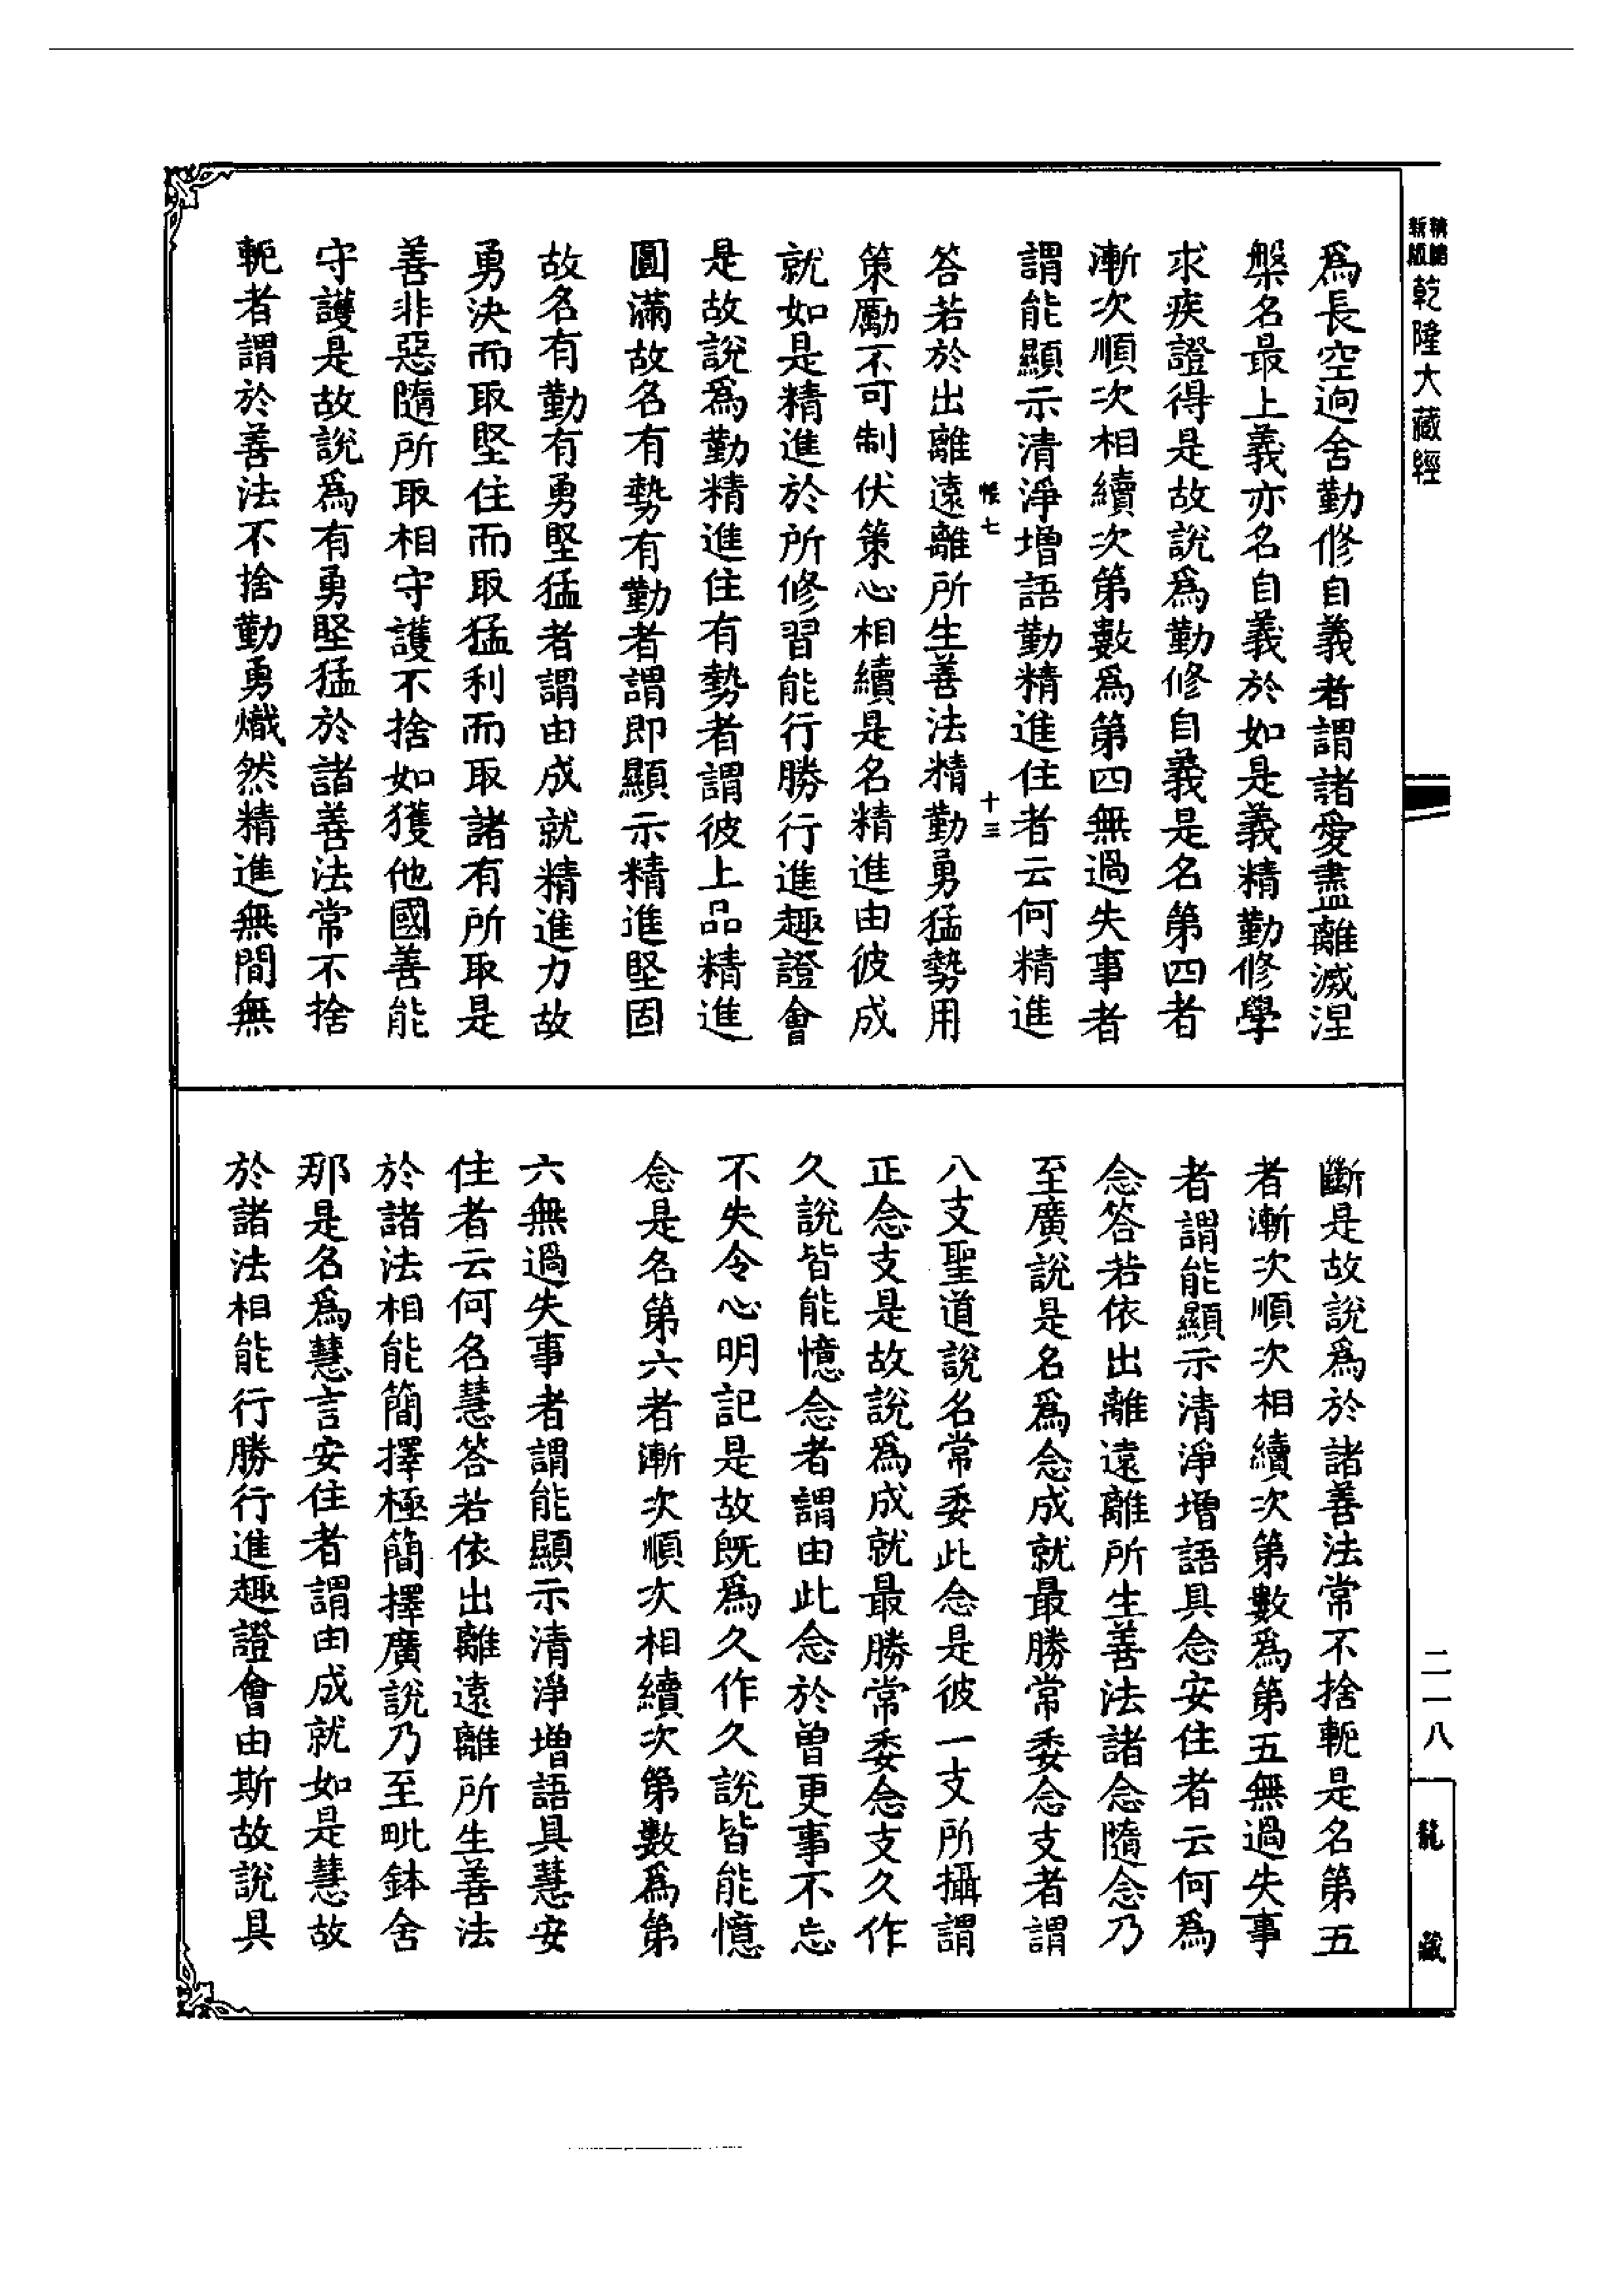 新編
新版
乾隆大藏經
爲長空迥舍勤修自義者謂諸愛盡離滅涅
槃名最上義亦名自義於如是義精勤修學
求疾證得是故說爲勤修自義是名第四者
漸次順次相續次第數爲第四無過失事者
謂能顯示清淨增語勤精進住者云何精進
帳七
十三
答若於出離遠離所生善法精勤勇猛勢用
策勵不可制伏策心相續是名精進由彼成
就如是精進於所修習能行勝行進趣證會
是故說爲勤精進住有勢者謂彼上品精進
圓滿故名有勢有勤者謂即顯示精進堅固
故名有勤有勇堅猛者謂由成就精進力故
勇決而取堅住而取猛利而取諸有所取是
善非惡隨所取相守護不捨如獲他國善能
守護是故說爲有勇堅猛於諸善法常不捨
軛者謂於善法不捨勤勇熾然精進無間無
斷是故說爲於諸善法常不捨軛是名第五
者漸次順次相續次第數爲第五無過失事
者謂能顯示清淨增語具念安住者云何爲
念答若依出離遠離所生善法諸念隨念乃
至廣說是名爲念成就最勝常委念支者謂
八支聖道說名常委此念是彼一支所攝謂
正念支是故說爲成就最勝常委念支久作
久說皆能憶念者謂由此念於曾更事不忘
不失令心明記是故既爲久作久說皆能憶
念是名第六者漸次順次相續次第數爲第
六無過失事者謂能顯示清淨增語具慧安
住者云何名慧答若依出離遠離所生善法
於諸法相能簡擇極簡擇廣說乃至毗鉢舍
那是名爲慧言安住者謂由成就如是慧故
於諸法相能行勝行進趣證會由斯故說具
二一八
龍藏